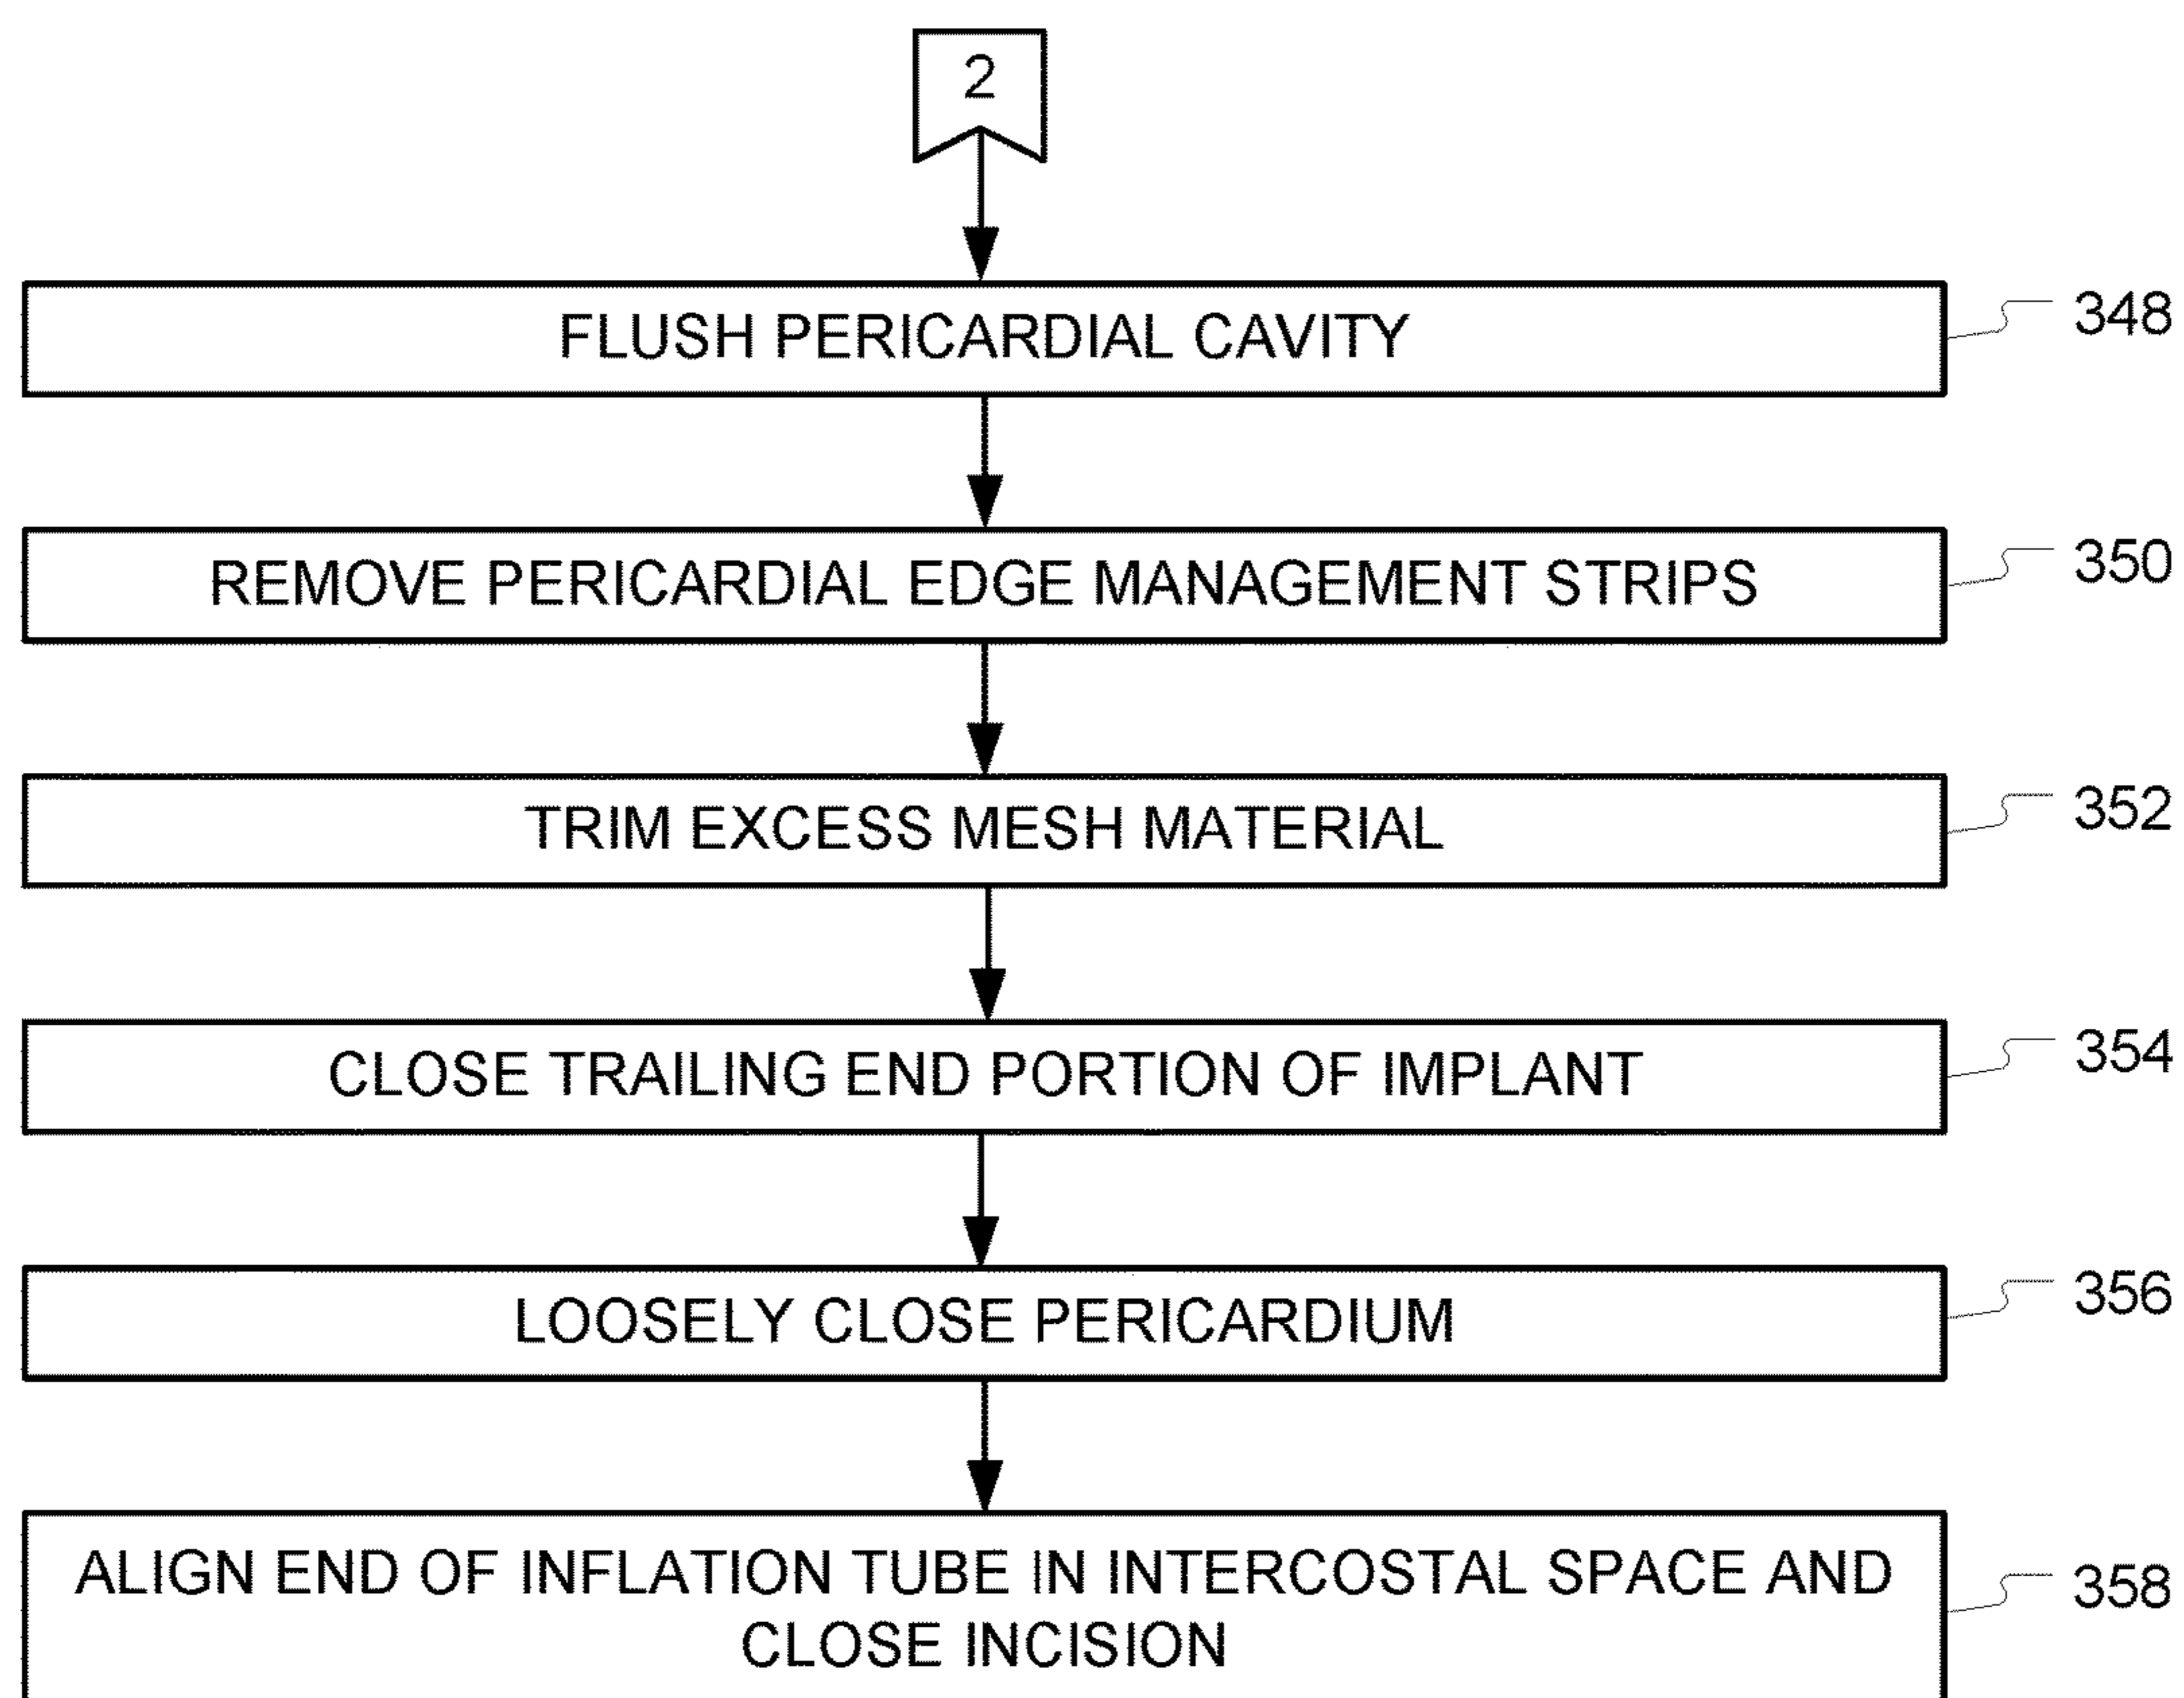 2
FLUSH PERICARDIAL CAVITY
348
REMOVE PERICARDIAL EDGE MANAGEMENT STRIPS
350
TRIM EXCESS MESH MATERIAL
352
CLOSE TRAILING END PORTION OF IMPLANT
354
LOOSELY CLOSE PERICARDIUM
356
ALIGN END OF INFLATION TUBE IN INTERCOSTAL SPACE AND
CLOSE INCISION
358